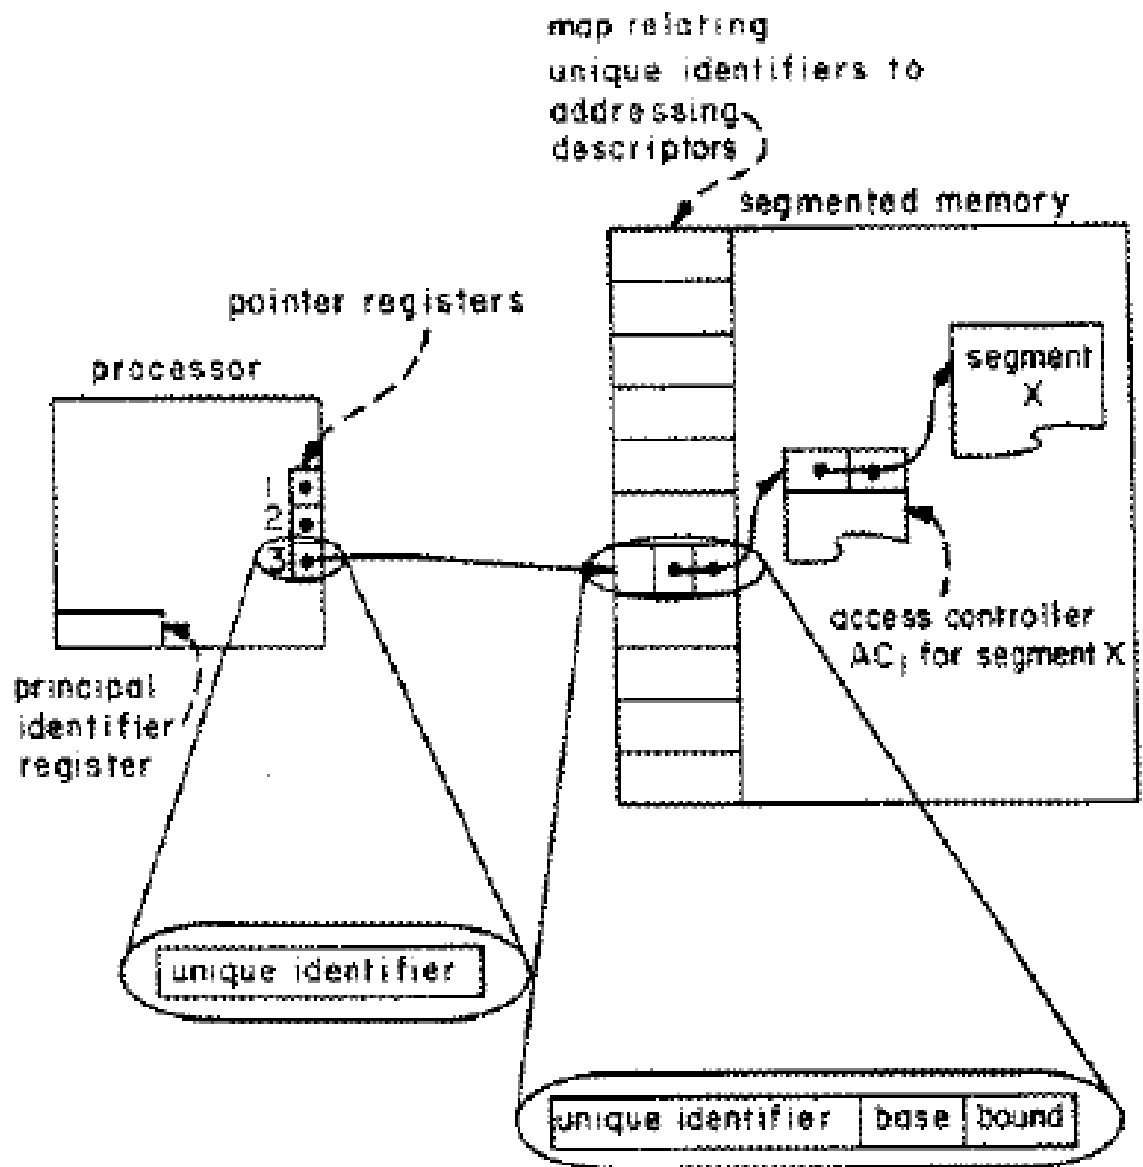 map relating
unique identifiers to
addressing
descriptors
segmented memory
pointer registers
processor
segment
X
1
2
3
access controller
AC₁ for segment X
principal
identifier
register
unique identifier
unique identifier base bound